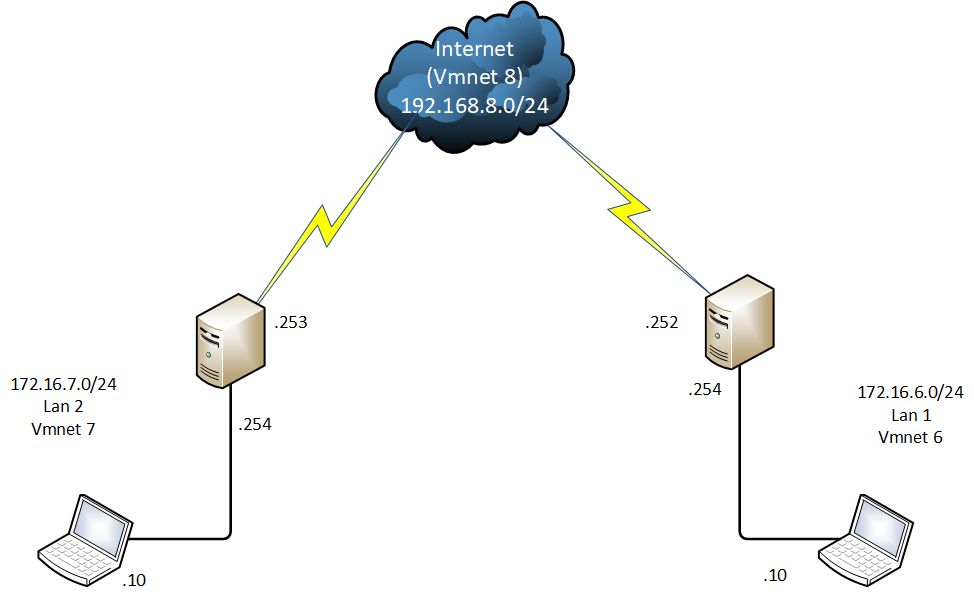 Internet
(Vmnet 8)
192.168.8.0/24
.253
.252
172.16.7.0/24
Lan 2
Vmnet 7
.254
.254
172.16.6.0/24
Lan 1
Vmnet 6
.10
.10